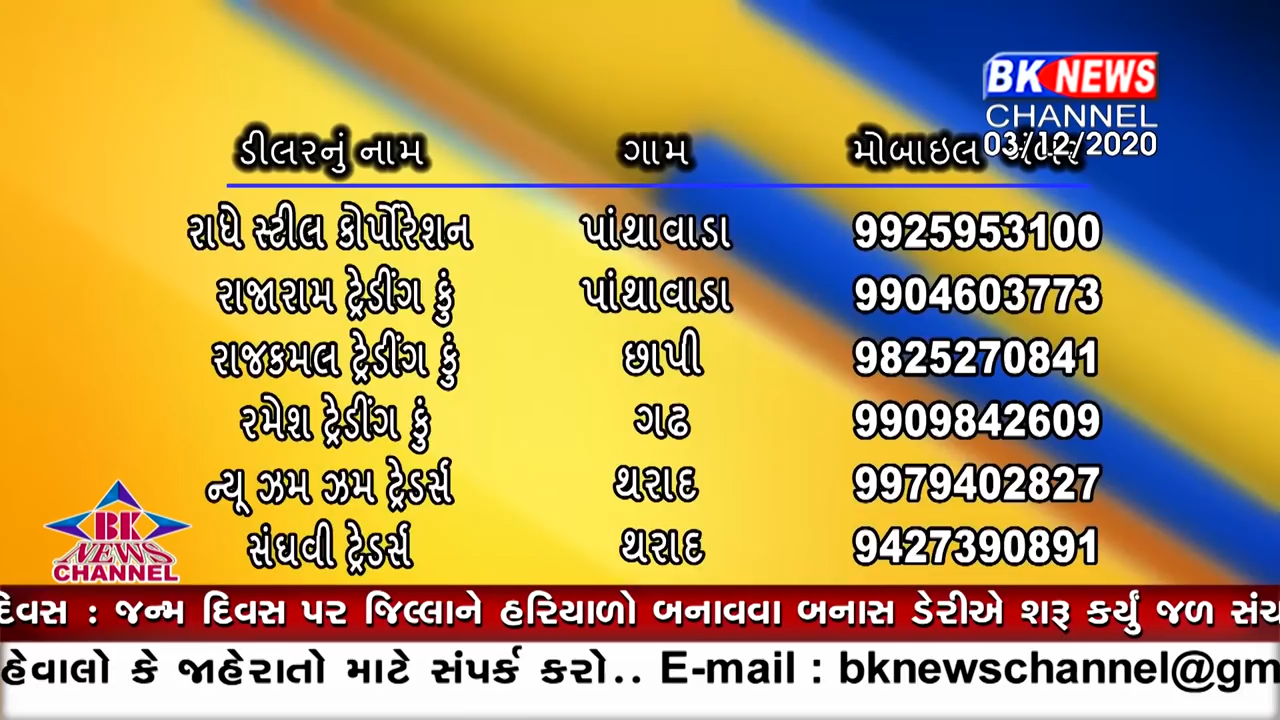 BK NEWS
CHANNEL
03/12/2020
ડીલરનું નામ ગામ મોબાઇલ
રાધે સ્ટીલ કોર્પોરેશન પાંથાવાડા 9925953100
રાજારામ ટ્રેડીંગ કું પાંથાવાડા 9904603773
રાજકમલ ટ્રેડીંગ કું છાપી 9825270841
રમેશ ટ્રેડીંગ કું ગઢ 9909842609
ન્યૂ ઝમ ઝમ ટ્રેડર્સ થરાદ 9979402827
સંઘવી ટ્રેડર્સ થરાદ 9427390891
BK
NEWS
CHANNEL
દિવસ : જન્મ દિવસ પર જિલ્લાને હરિયાળો બનાવવા બનાસ ડેરીએ શરૂ કર્યું જળ સંચ
હેવાલો કે જાહેરાતો માટે સંપર્ક કરો.. E-mail : bknewschannel@gm